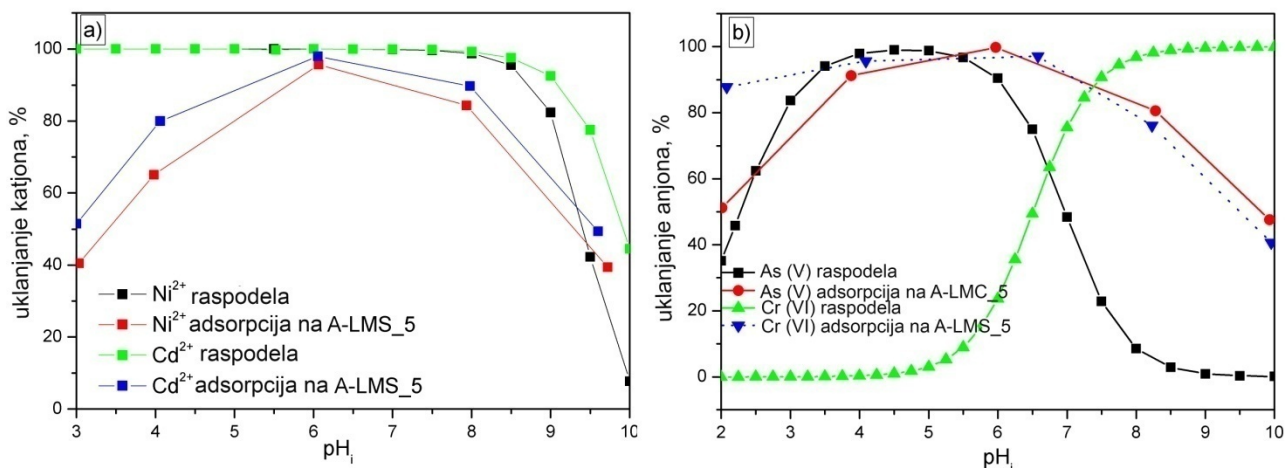 a)
uklanjanje katjona, %
100
80
60
40
20
0
Ni2+ raspodela
Ni2+ adsorpcija na A-LMS_5
Cd2+ raspodela
Cd2+ adsorpcija na A-LMS_5
3 4 5 6 7 8 9 10
pHi
b)
uklanjanje anjona, %
100
80
60
40
20
0
As (V) raspodela
As (V) adsorpcija na A-LMC_5
Cr (VI) raspodela
Cr (VI) adsorpcija na A-LMS_5
2 3 4 5 6 7 8 9 10
pHi